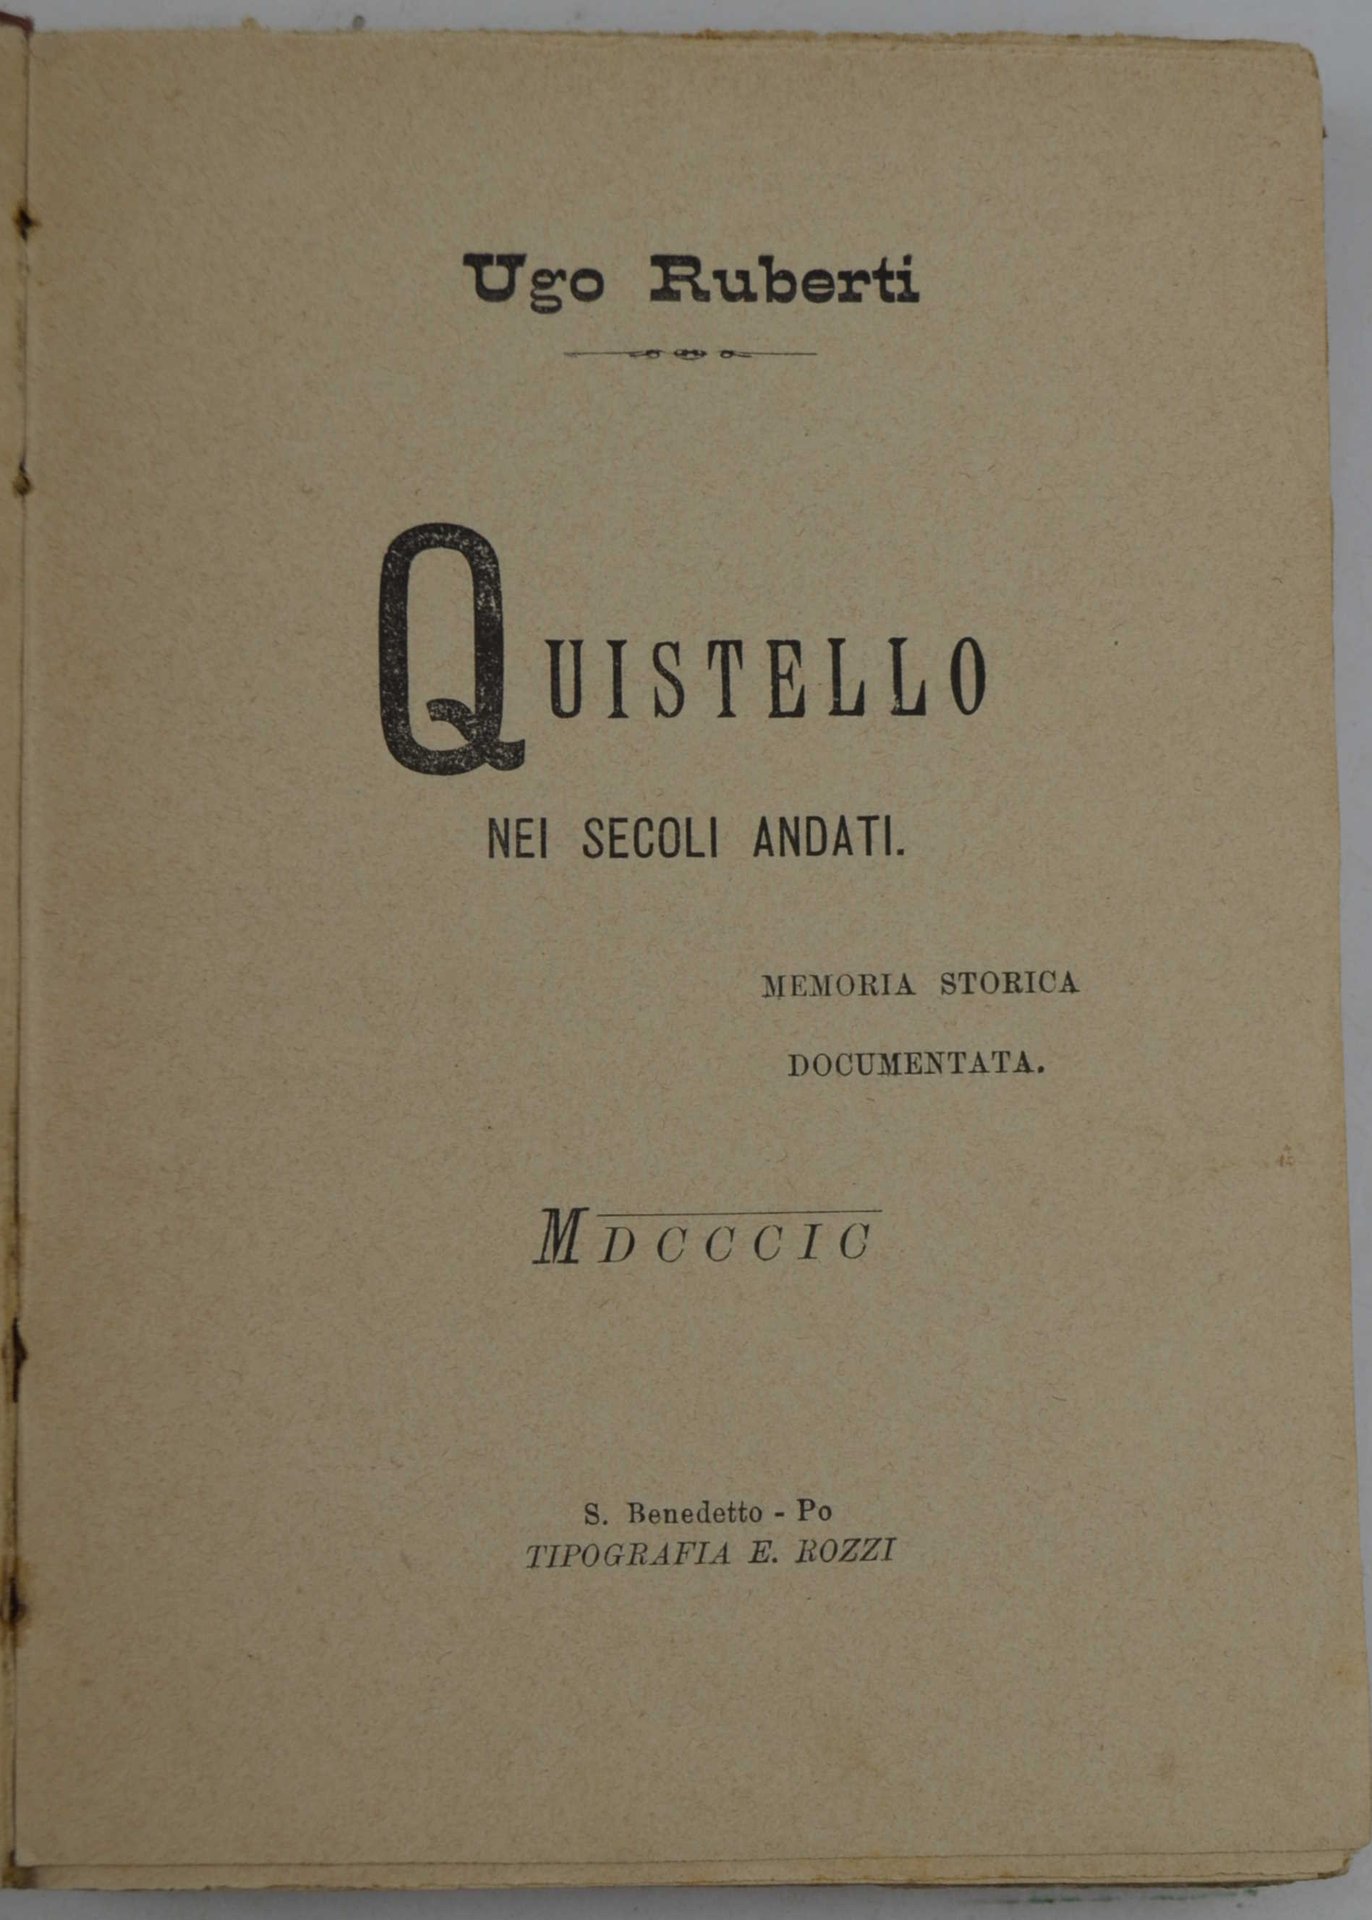 Ugo Ruberti
QUISTELLO
NEI SECOLI ANDATI.
MEMORIA STORICA
DOCUMENTATA.
MDCCCIC
S. Benedetto - Po
TIPOGRAFIA E. ROZZI